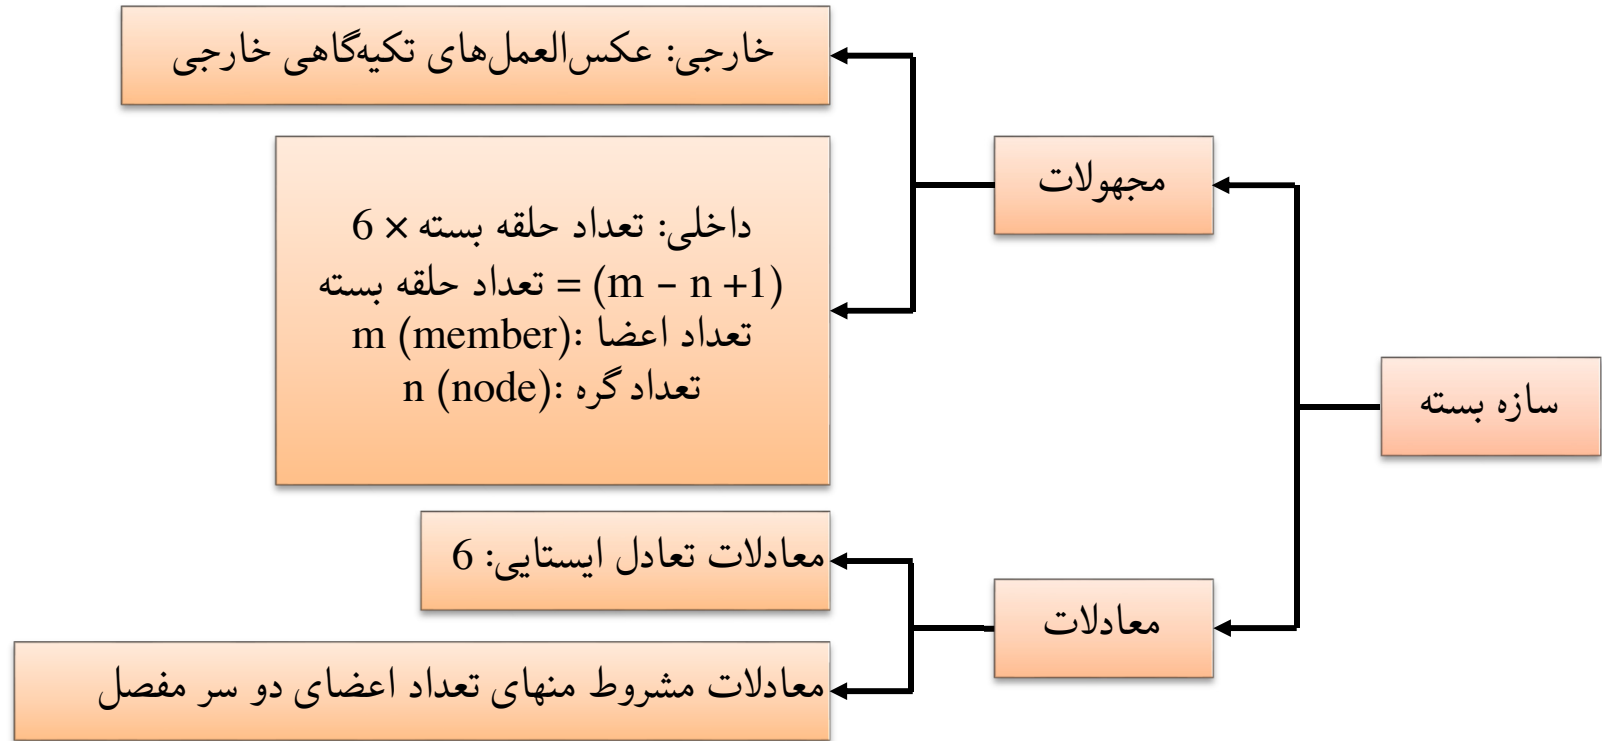 سازه بسته
مجهولات
خارجی: عکس‌العمل‌های تکیه‌گاهی خارجی
داخلی: تعداد حلقه بسته × 6
تعداد حلقه بسته = (m – n +1)
m (member): تعداد اعضا
n (node): تعداد گره
معادلات
معادلات تعادل ایستایی: 6
معادلات مشروط منهای تعداد اعضای دو سر مفصل